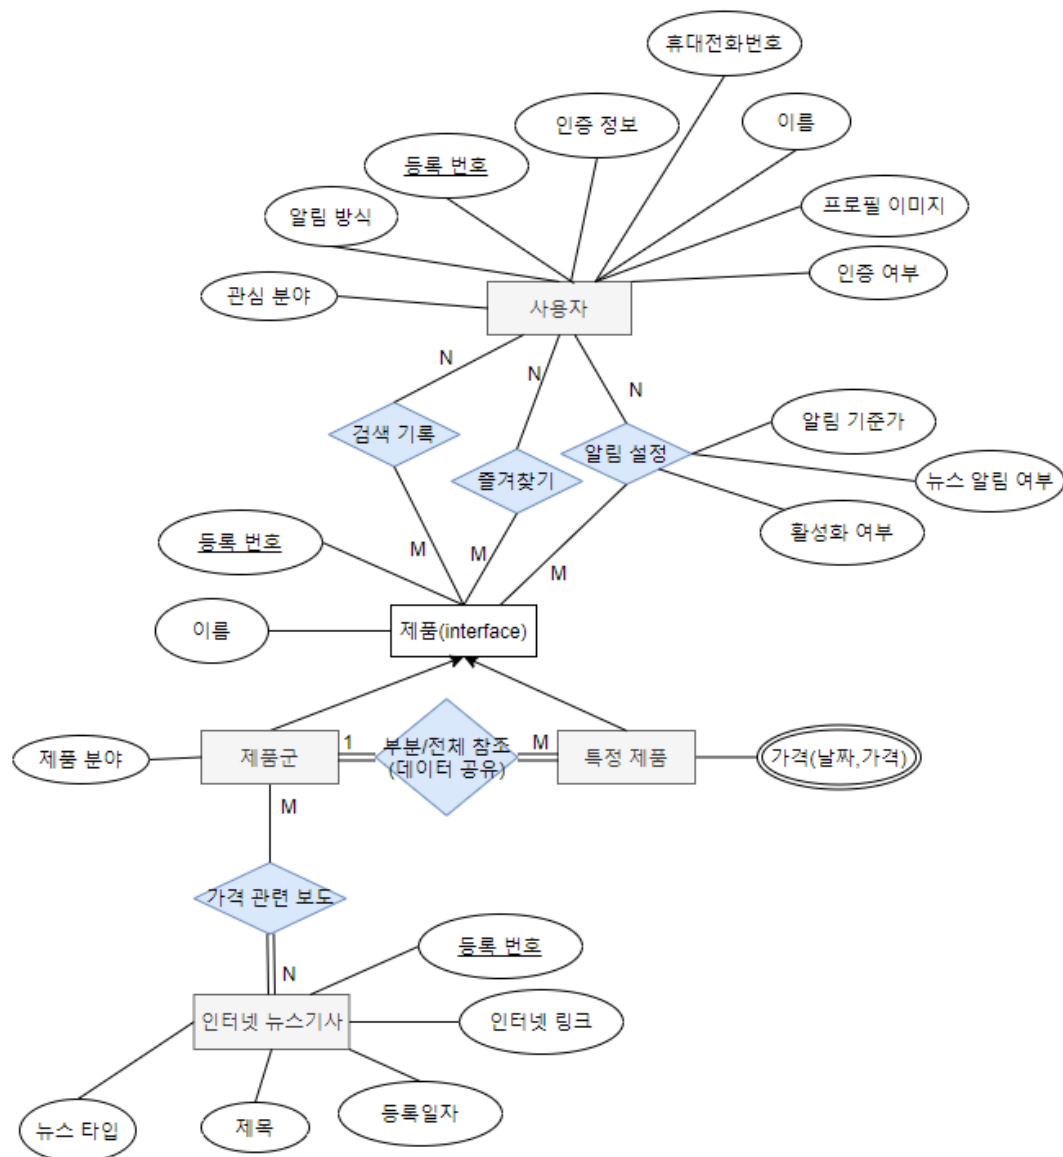 휴대전화번호
인증 정보
이름
등록 번호
알림 방식
프로필 이미지
관심 분야
인증 여부
사용자
N
N
N
검색 기록
즐겨찾기
알림 설정
알림 기준가
뉴스 알림 여부
활성화 여부
등록 번호
M
M
M
이름
제품(interface)
제품 분야
제품군
1
부분/전체 참조
(데이터 공유)
M
특정 제품
가격(날짜,가격)
M
가격 관련 보도
등록 번호
N
인터넷 뉴스기사
인터넷 링크
뉴스 타입
제목
등록일자